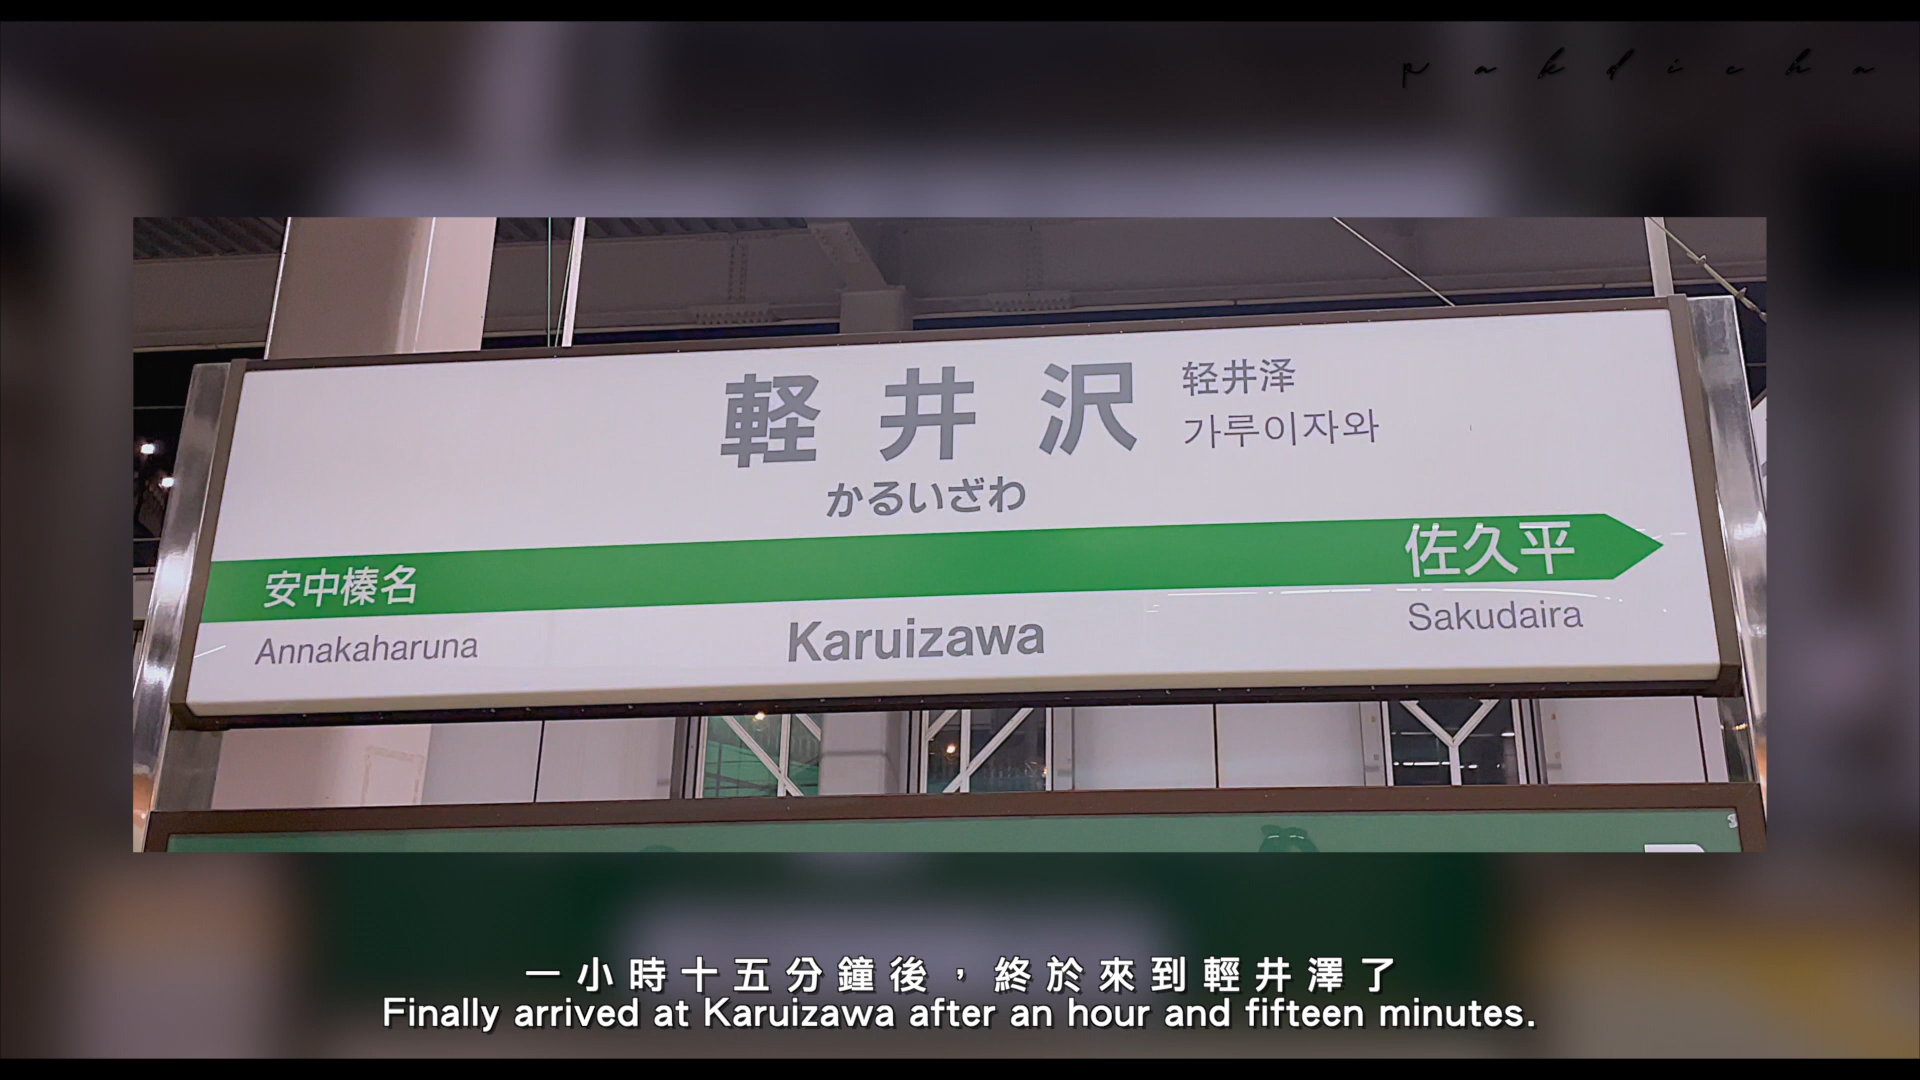 pakdicha
軽井沢
轻井泽
가루이자와
かるいざわ
安中榛名
佐久平
Annakaharuna
Karuizawa
Sakudaira
一小時十五分鐘後，終於來到輕井澤了
Finally arrived at Karuizawa after an hour and fifteen minutes.